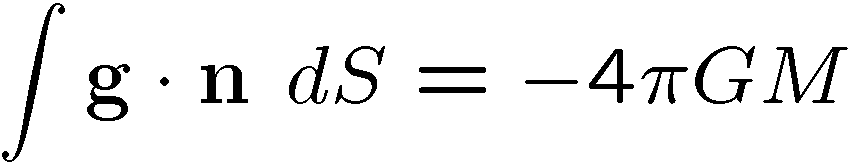 ∫ g · n dS = −4πGM